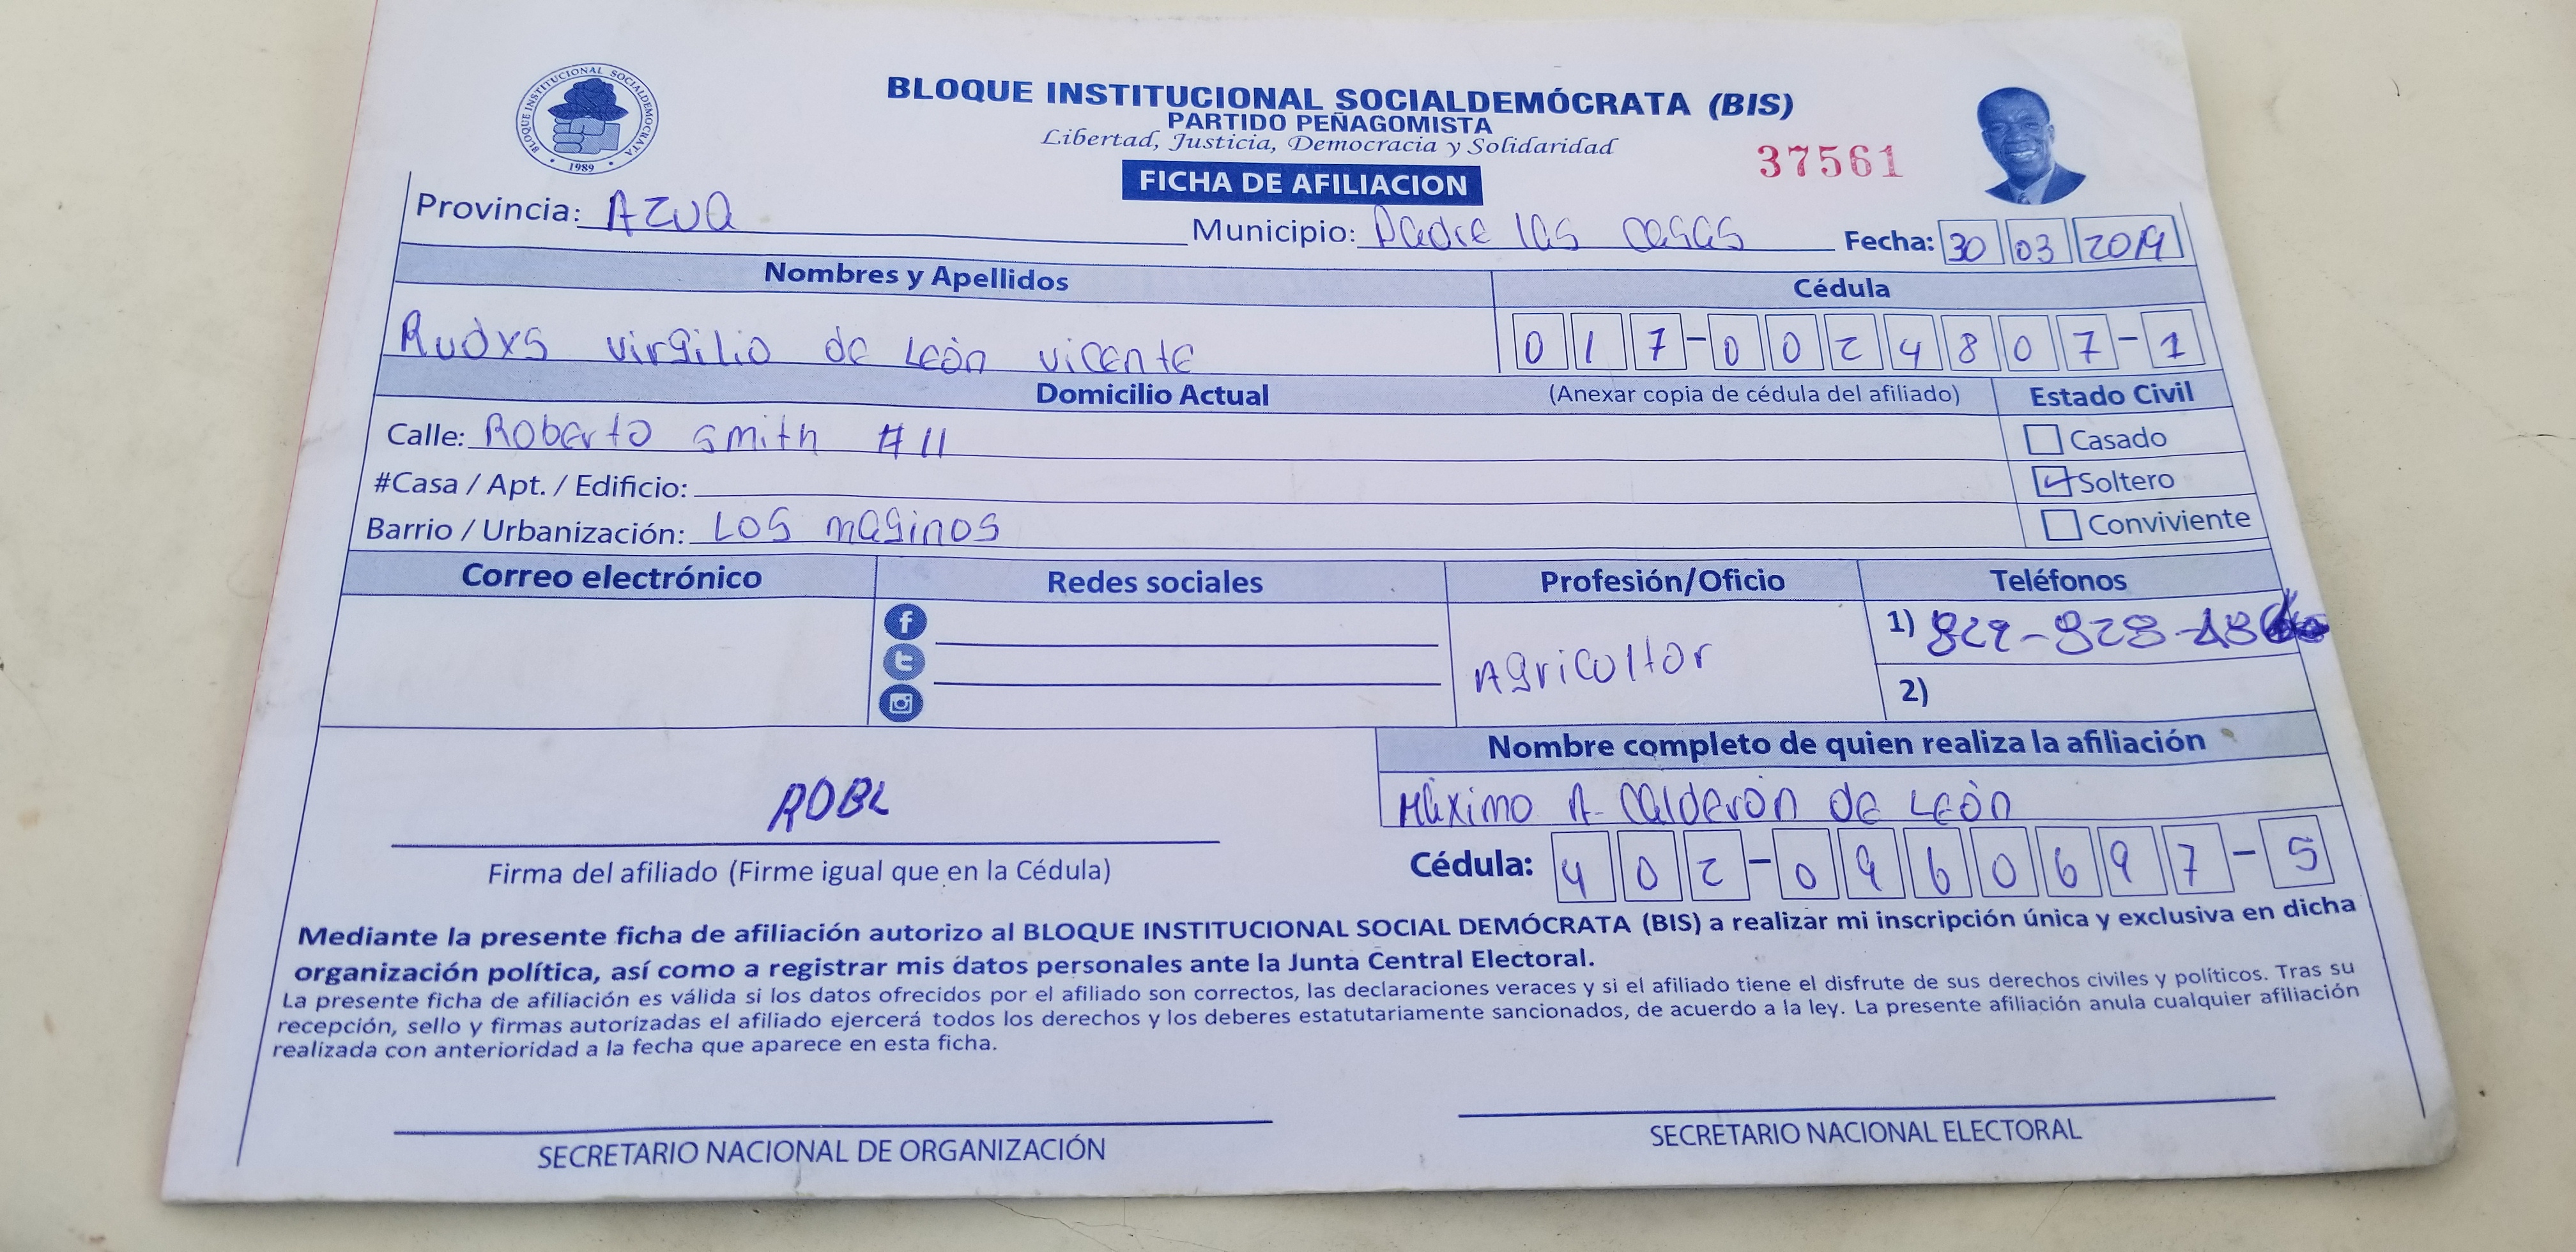 BLOQUE INSTITUCIONAL SOCIALDEMOCRATA
1989
BLOQUE INSTITUCIONAL SOCIALDEMÓCRATA (BIS)
PARTIDO PEÑAGOMISTA
Libertad, Justicia, Democracia y Solidaridad
37561
FICHA DE AFILIACION
Provincia: AZUA Municipio: Padre las casas Fecha: 30 03 2019
Nombres y Apellidos Cédula
Rudxs virgilio de León vicente 017-0024807-1
Domicilio Actual (Anexar copia de cédula del afiliado) Estado Civil
Calle: Roberto smith #11 Casado
#Casa / Apt. / Edificio: Soltero
Barrio / Urbanización: Los maginos Conviviente
Correo electrónico Redes sociales Profesión/Oficio Teléfonos
Agricoltor 1) 829-828-
2)
Nombre completo de quien realiza la afiliación
Máximo A. Calderón de León
Firma del afiliado (Firme igual que en la Cédula) Cédula: 402-0960697-5
Mediante la presente ficha de afiliación autorizo al BLOQUE INSTITUCIONAL SOCIAL DEMÓCRATA (BIS) a realizar mi inscripción única y exclusiva en dicha
organización política, así como a registrar mis datos personales ante la Junta Central Electoral.
La presente ficha de afiliación es válida si los datos ofrecidos por el afiliado son correctos, las declaraciones veraces y si el afiliado tiene el disfrute de sus derechos civiles y políticos. Tras su
recepción, sello y firmas autorizadas el afiliado ejercerá todos los derechos y los deberes estatutariamente sancionados, de acuerdo a la ley. La presente afiliación anula cualquier afiliación
realizada con anterioridad a la fecha que aparece en esta ficha.
SECRETARIO NACIONAL DE ORGANIZACIÓN SECRETARIO NACIONAL ELECTORAL